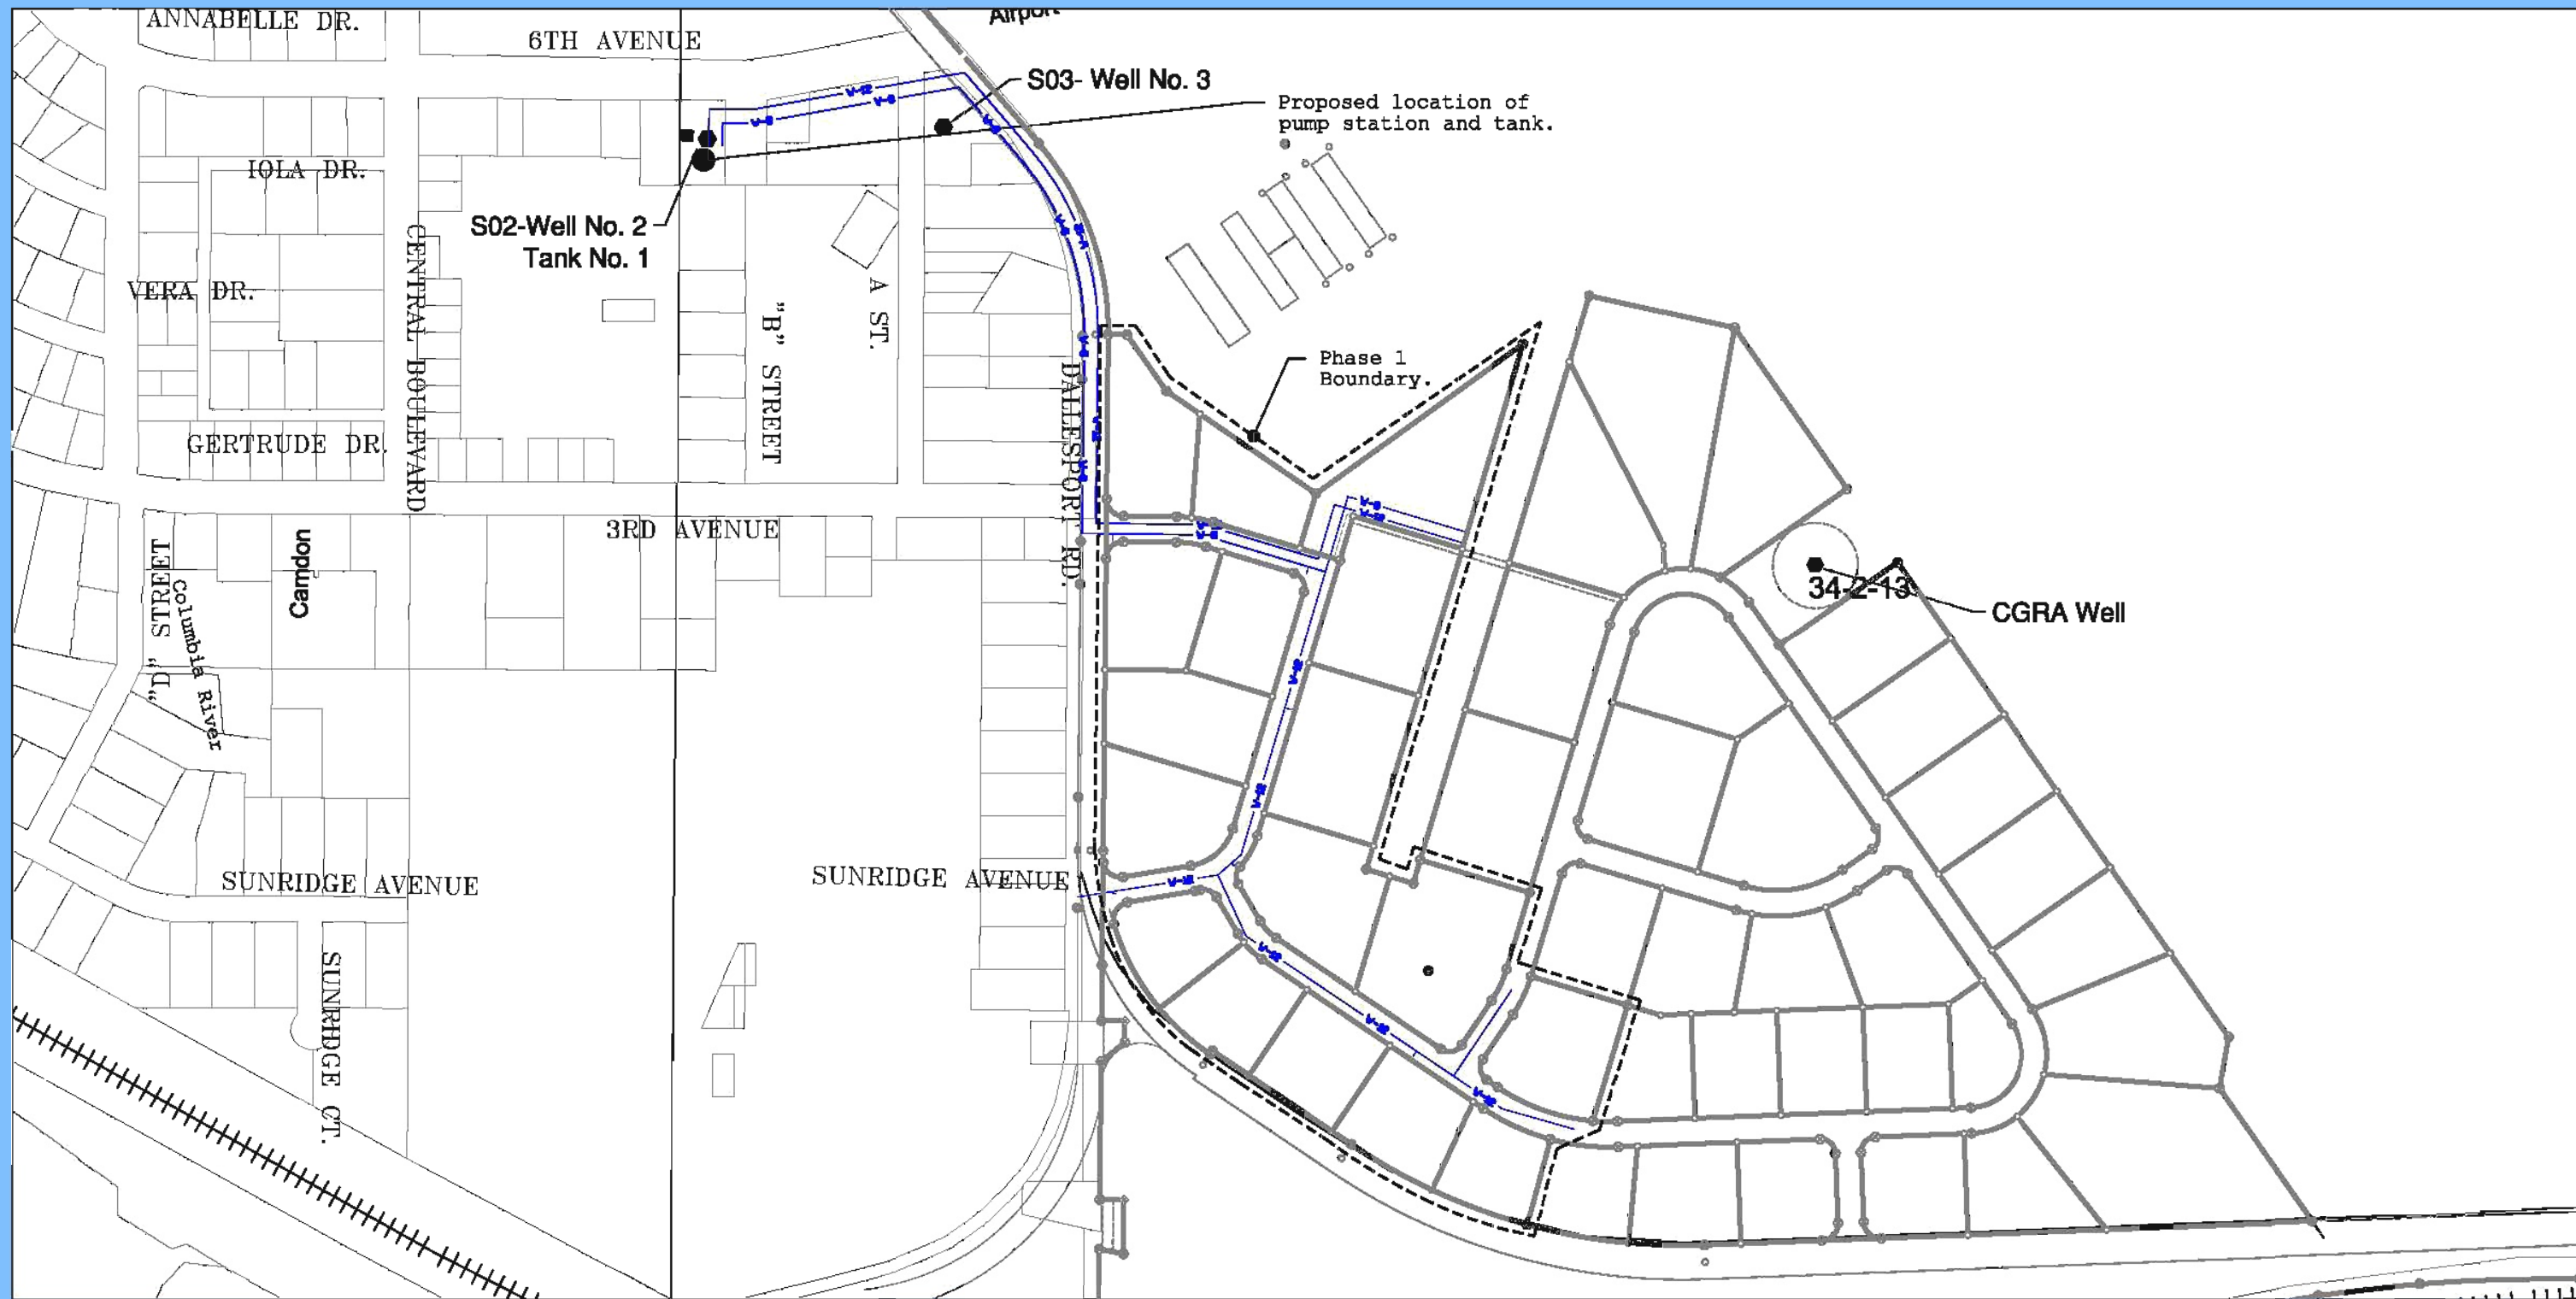 Airport
ANNABELLE DR.
6TH AVENUE
S03- Well No. 3
Proposed location of
pump station and tank.
IOLA DR.
S02-Well No. 2
Tank No. 1
VERA DR.
CENTRAL BOULEVARD
"B" STREET
A ST.
DALLESPORT RD.
Phase 1
Boundary.
GERTRUDE DR.
3RD AVENUE
Camdon
"D" STREET
Columbia River
34-2-13
CGRA Well
SUNRIDGE AVENUE
SUNRIDGE AVENUE
SUNRIDGE CT.